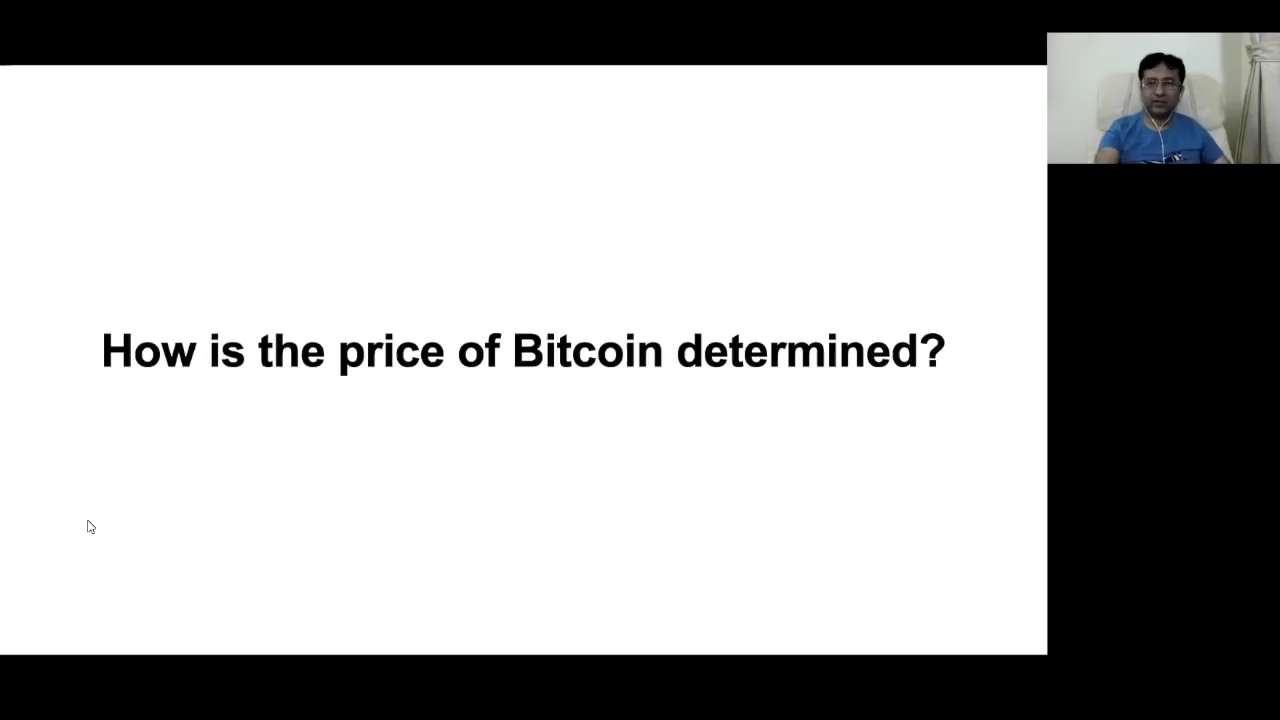 How is the price of Bitcoin determined?